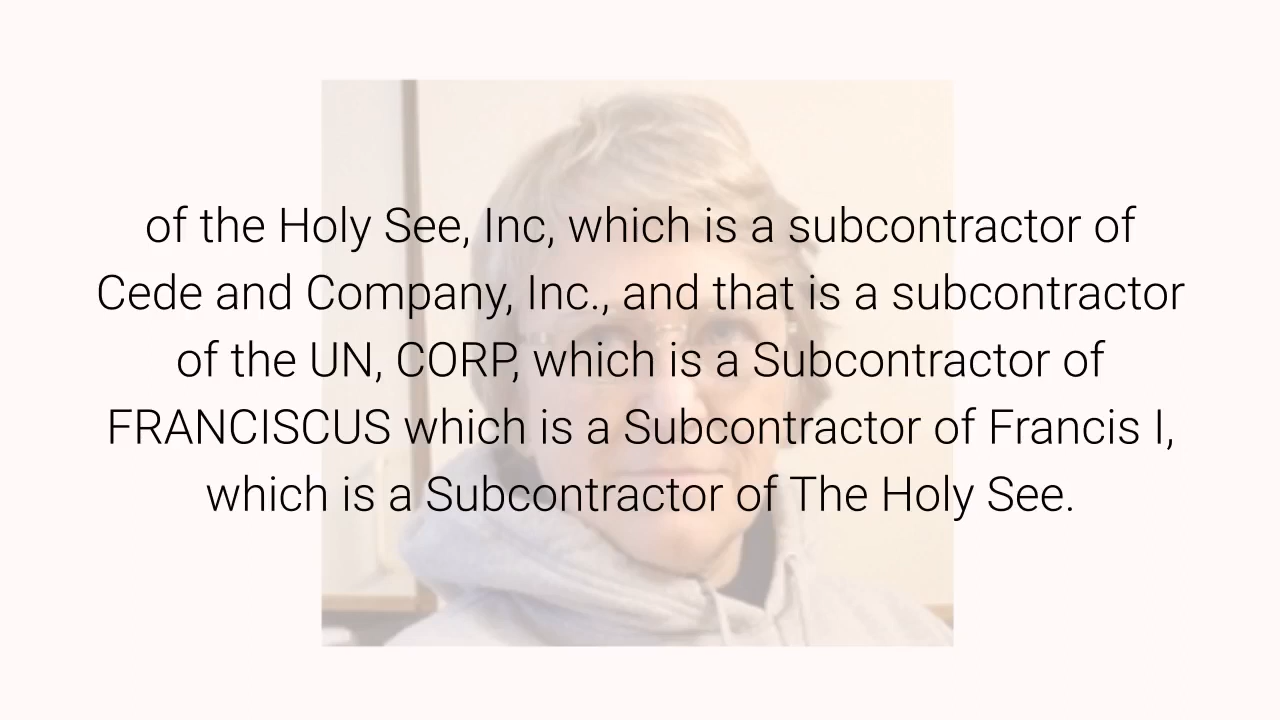 of the Holy See, Inc, which is a subcontractor of
Cede and Company, Inc., and that is a subcontractor
of the UN, CORP, which is a Subcontractor of
FRANCISCUS which is a Subcontractor of Francis I,
which is a Subcontractor of The Holy See.